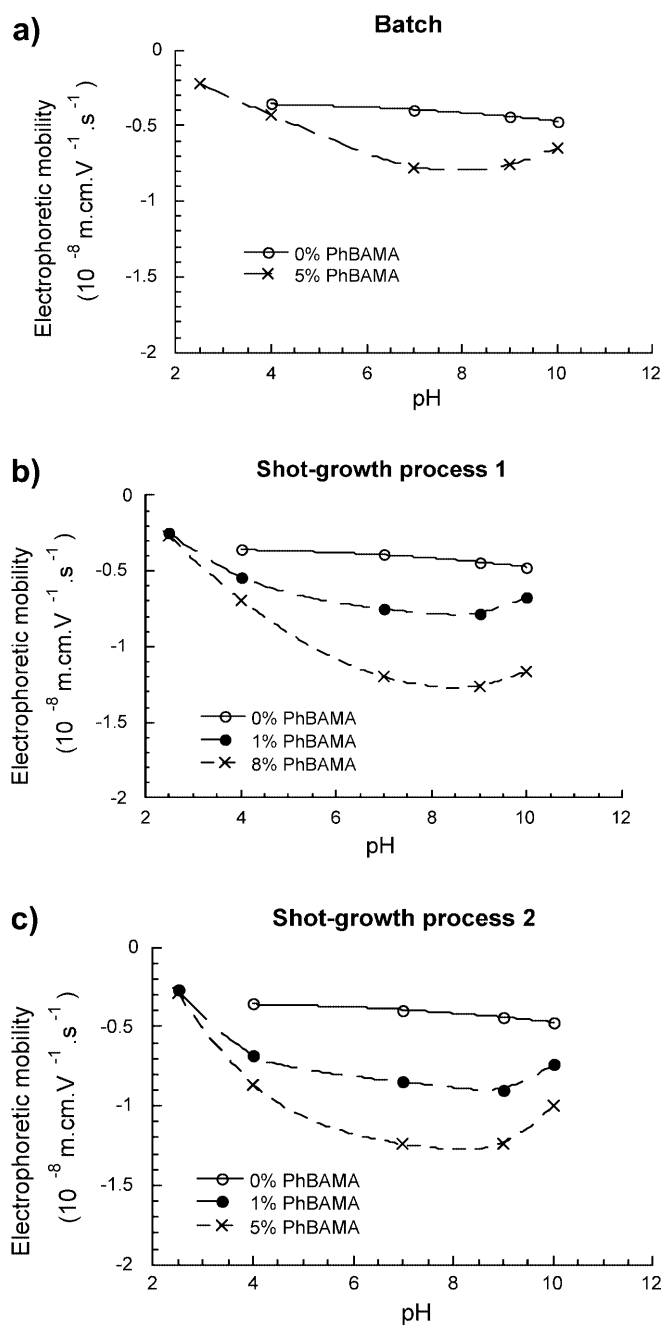 a)
Batch
Electrophoretic mobility
(10 ⁻⁸ m.cm.V ⁻¹ .s ⁻¹ )
0
-0.5
-1
-1.5
-2
0% PhBAMA
5% PhBAMA
2 4 6 8 10 12
pH
b)
Shot-growth process 1
Electrophoretic mobility
(10 ⁻⁸ m.cm.V ⁻¹ .s ⁻¹ )
0
-0.5
-1
-1.5
-2
0% PhBAMA
1% PhBAMA
8% PhBAMA
2 4 6 8 10 12
pH
c)
Shot-growth process 2
Electrophoretic mobility
(10 ⁻⁸ m.cm.V ⁻¹ .s ⁻¹ )
0
-0.5
-1
-1.5
-2
0% PhBAMA
1% PhBAMA
5% PhBAMA
2 4 6 8 10 12
pH